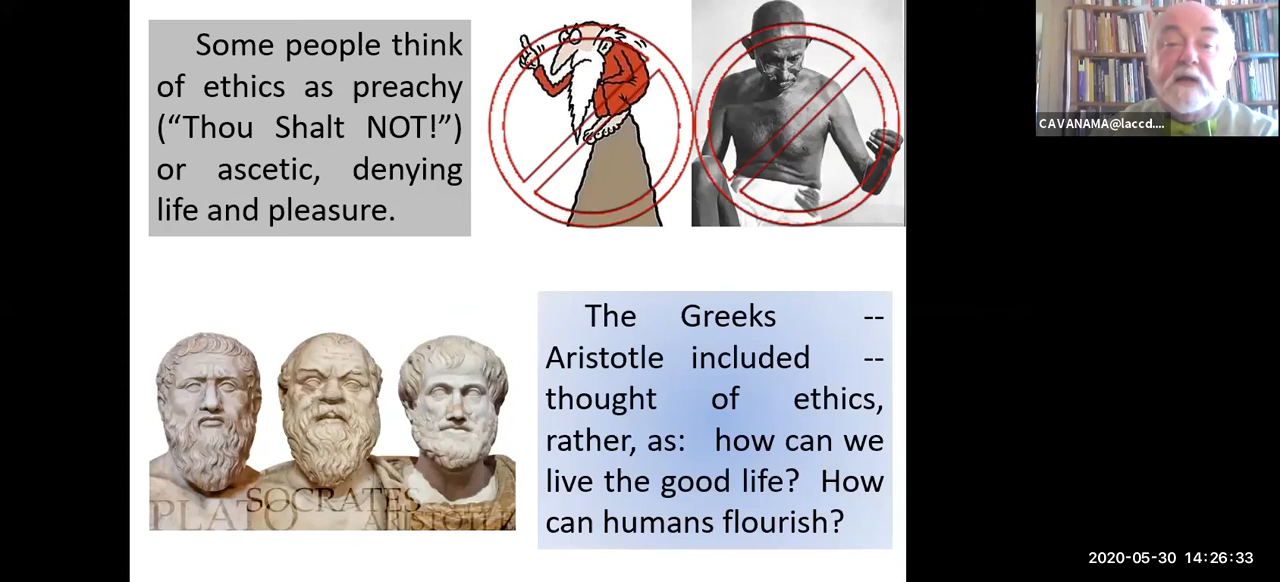 Some people think
of ethics as preachy
(“Thou Shalt NOT!”)
or ascetic, denying
life and pleasure.
CAVANAMA@laccd....
The Greeks --
Aristotle included --
thought of ethics,
rather, as: how can we
live the good life? How
can humans flourish?
PLATO
SOCRATES
ARISTOTLE
2020-05-30 14:26:33